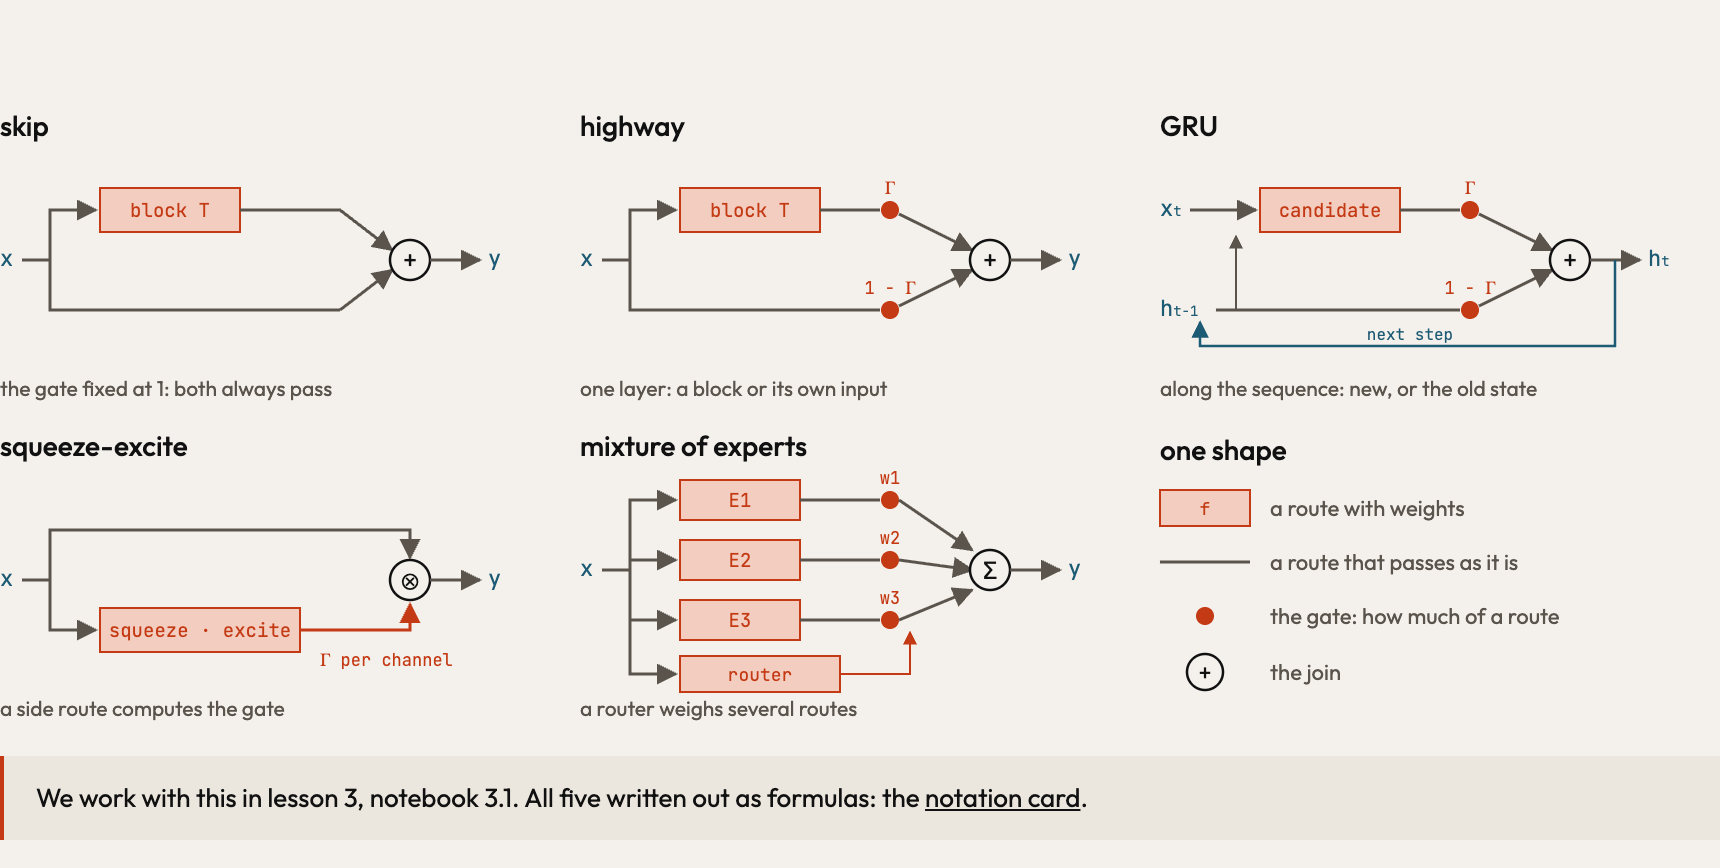 skip
block T
x
+
y
the gate fixed at 1: both always pass
highway
Γ
block T
x
+
y
1 - Γ
one layer: a block or its own input
GRU
Γ
xt
candidate
+
ht
1 - Γ
ht-1
next step
along the sequence: new, or the old state
squeeze-excite
x
⊗
y
squeeze · excite
Γ per channel
a side route computes the gate
mixture of experts
w1
E1
w2
E2
x
Σ
y
w3
E3
router
a router weighs several routes
one shape
f a route with weights
a route that passes as it is
the gate: how much of a route
+ the join
We work with this in lesson 3, notebook 3.1. All five written out as formulas: the notation card.